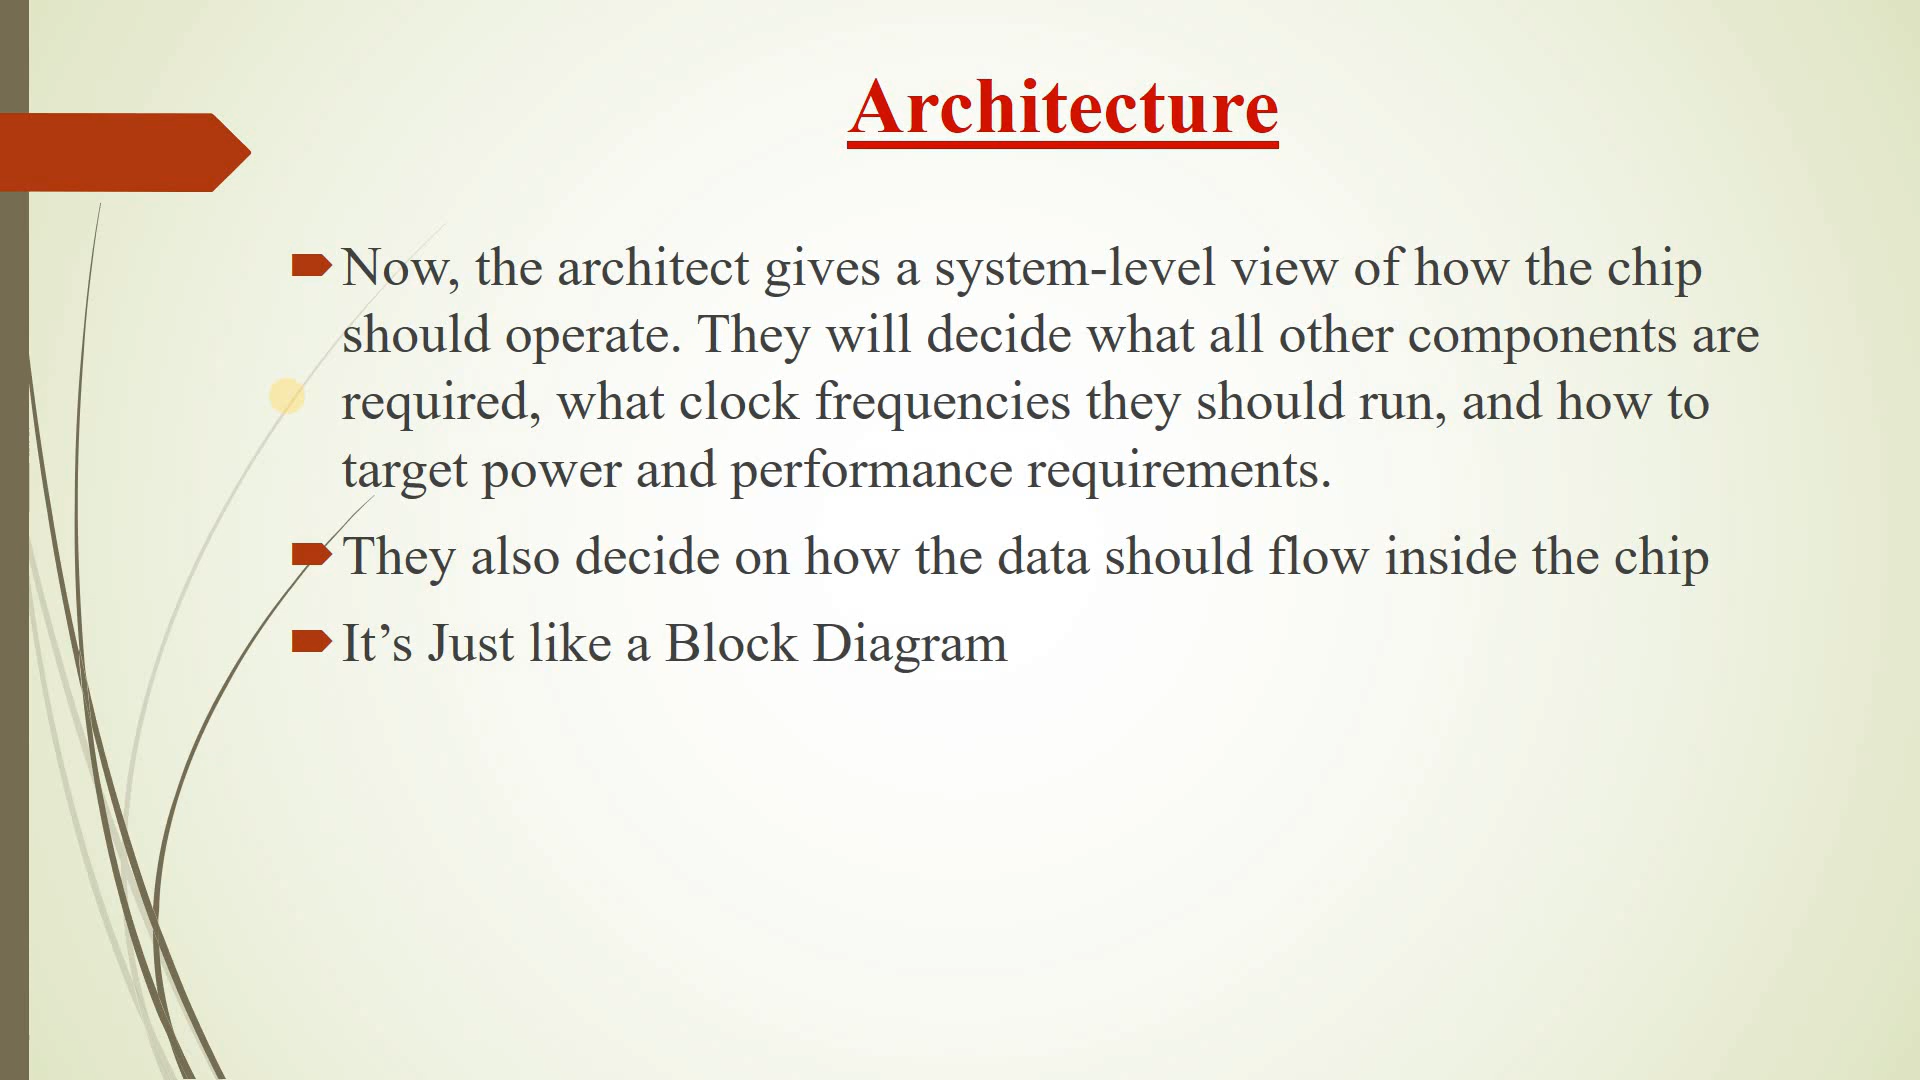 Architecture
Now, the architect gives a system-level view of how the chip
should operate. They will decide what all other components are
required, what clock frequencies they should run, and how to
target power and performance requirements.
They also decide on how the data should flow inside the chip
It’s Just like a Block Diagram